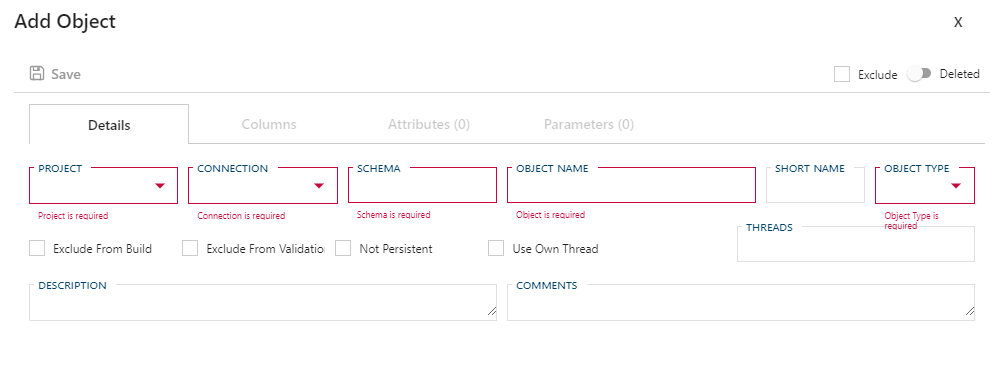 Add Object
X
Save
Exclude
Deleted
Details
Columns
Attributes (0)
Parameters (0)
PROJECT
CONNECTION
SCHEMA
OBJECT NAME
SHORT NAME
OBJECT TYPE
Project is required
Connection is required
Schema is required
Object is required
Object Type is
required
Exclude From Build
Exclude From Validatio
Not Persistent
Use Own Thread
THREADS
DESCRIPTION
COMMENTS